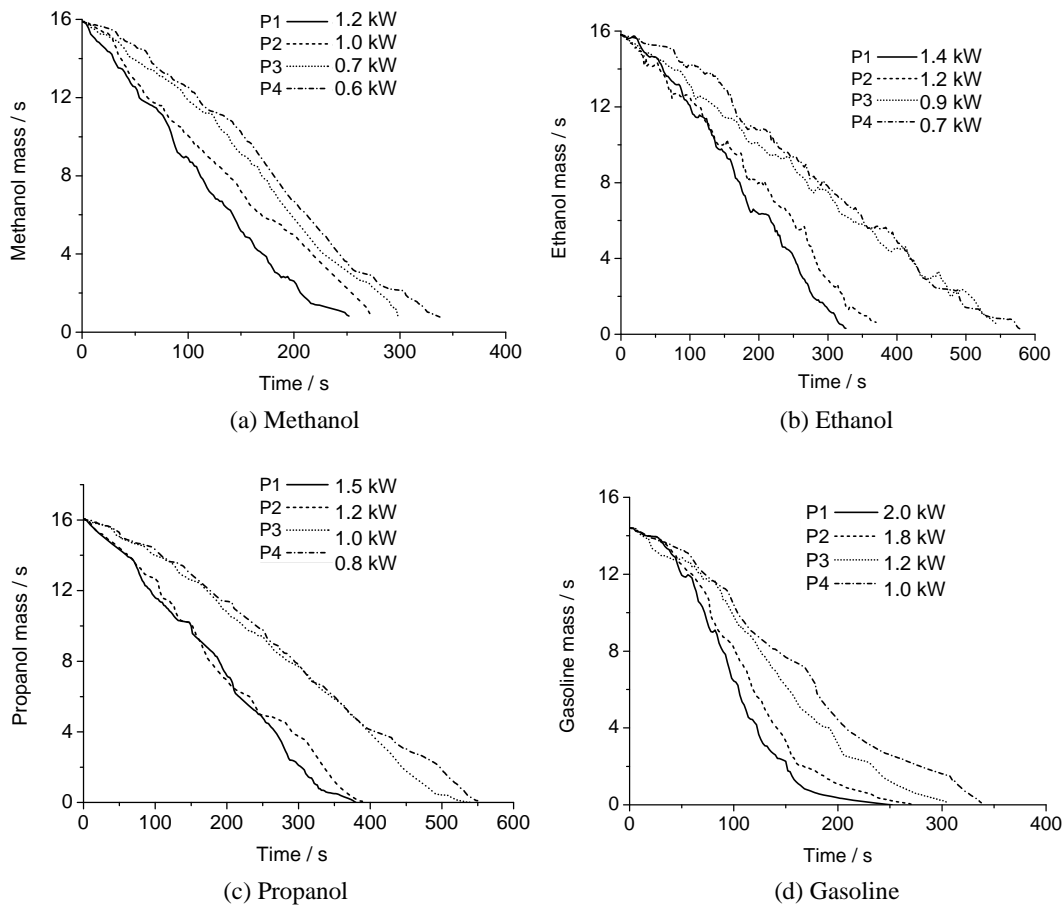 P1 1.2 kW
P2 1.0 kW
P3 0.7 kW
P4 0.6 kW
16
12
8
4
0
Methanol mass / s
0 100 200 300 400
Time / s
(a) Methanol
P1 1.4 kW
P2 1.2 kW
P3 0.9 kW
P4 0.7 kW
16
12
8
4
0
Ethanol mass / s
0 100 200 300 400 500 600
Time / s
(b) Ethanol
P1 1.5 kW
P2 1.2 kW
P3 1.0 kW
P4 0.8 kW
16
12
8
4
0
Propanol mass / s
0 100 200 300 400 500 600
Time / s
(c) Propanol
P1 2.0 kW
P2 1.8 kW
P3 1.2 kW
P4 1.0 kW
16
12
8
4
0
Gasoline mass / s
0 100 200 300 400
Time / s
(d) Gasoline